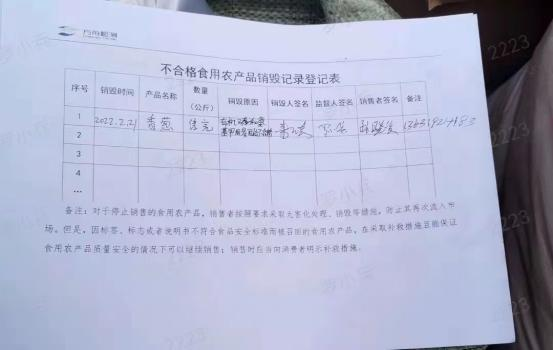 方舟检测
不合格食用农产品销毁记录登记表
序号 销毁时间 产品名称 数量（公斤） 销毁原因 销毁人签名 监督人签名 销售者签名 备注
1 2022.2.21 香葱 售完
2
3
4
...
备注：对于停止销售的食用农产品，销售者按照要求采取无害化处理、销毁等措施，防止其再次流入市
场。但是，因标签、标志或者说明书不符合食品安全标准而被召回的食用农产品，在采取补救措施且能保证
食用农产品质量安全的情况下可以继续销售；销售时应当向消费者明示补救措施。
罗小兵
2223